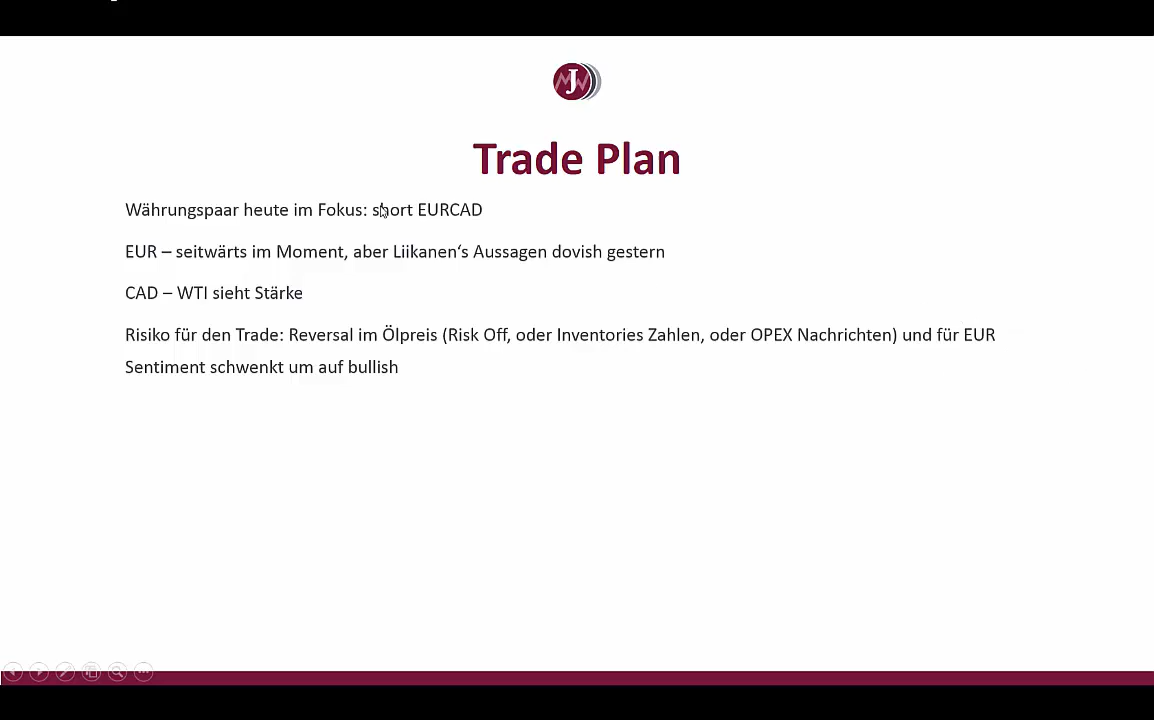 J
Trade Plan
Währungspaar heute im Fokus: short EURCAD
EUR – seitwärts im Moment, aber Liikanen‘s Aussagen dovish gestern
CAD – WTI sieht Stärke
Risiko für den Trade: Reversal im Ölpreis (Risk Off, oder Inventories Zahlen, oder OPEX Nachrichten) und für EUR
Sentiment schwenkt um auf bullish